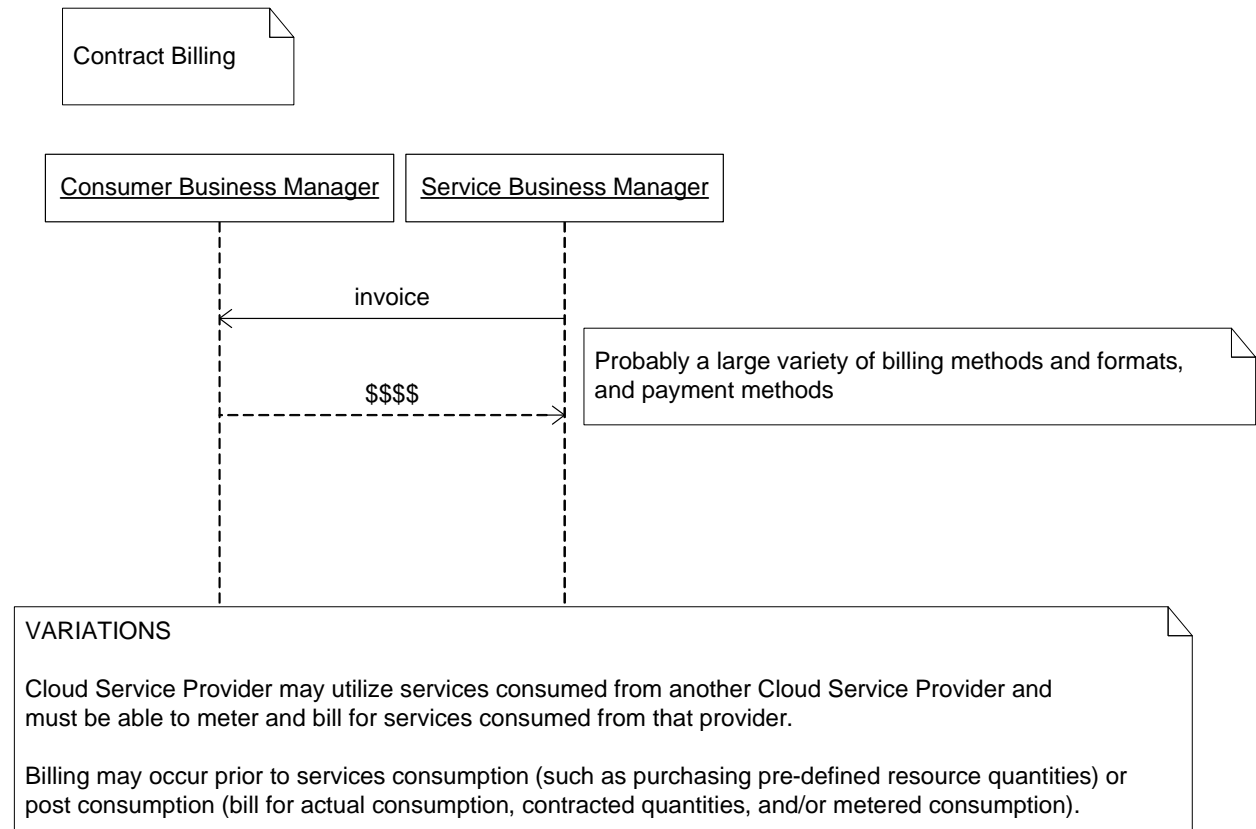 Contract Billing
Consumer Business Manager
Service Business Manager
invoice
$$$$
Probably a large variety of billing methods and formats,
and payment methods
VARIATIONS
Cloud Service Provider may utilize services consumed from another Cloud Service Provider and
must be able to meter and bill for services consumed from that provider.
Billing may occur prior to services consumption (such as purchasing pre-defined resource quantities) or
post consumption (bill for actual consumption, contracted quantities, and/or metered consumption).